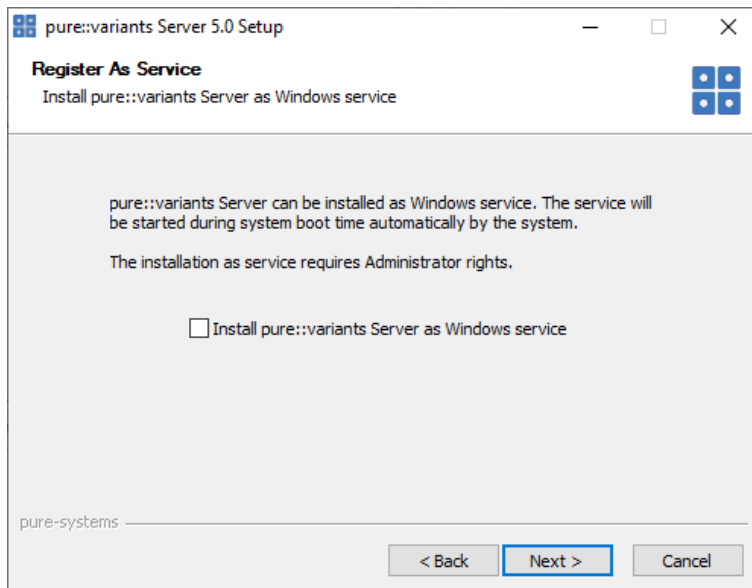 pure::variants Server 5.0 Setup
Register As Service
Install pure::variants Server as Windows service
pure::variants Server can be installed as Windows service. The service will
be started during system boot time automatically by the system.
The installation as service requires Administrator rights.
Install pure::variants Server as Windows service
pure-systems
< Back
Next >
Cancel